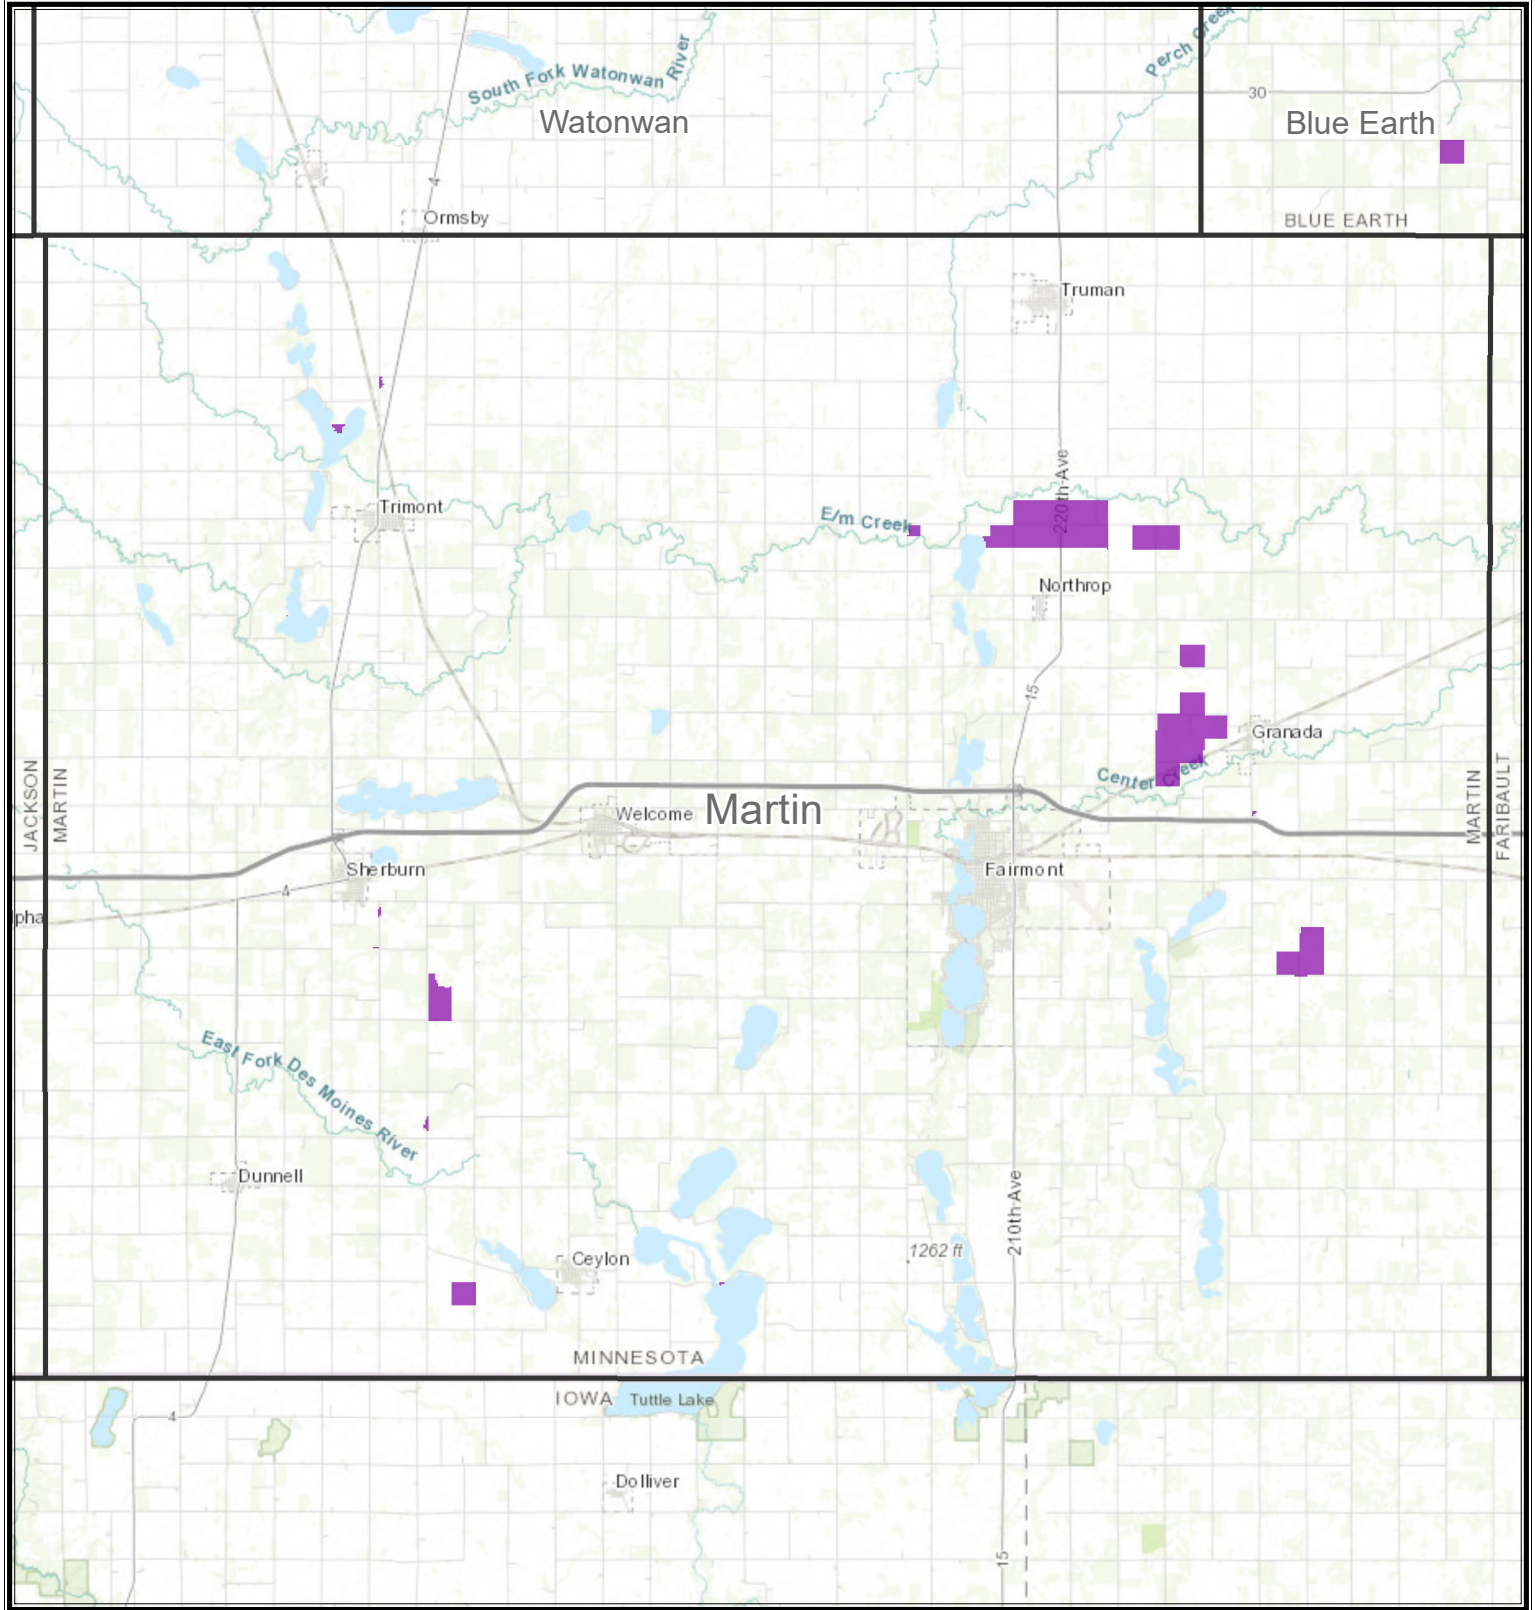 Perch Creek
South Fork Watonwan River
30
Watonwan
Blue Earth
4
Ormsby
BLUE EARTH
Truman
220th Ave
Trimont
E/m Creek
Northrop
15
Granada
Center Creek
JACKSON
MARTIN
MARTIN
FARIBAULT
Welcome
Martin
Sherburn
Fairmont
4
pha
East Fork Des Moines River
Dunnell
210th Ave
1262 ft
Ceylon
MINNESOTA
IOWA
Tuttle Lake
4
Dolliver
15